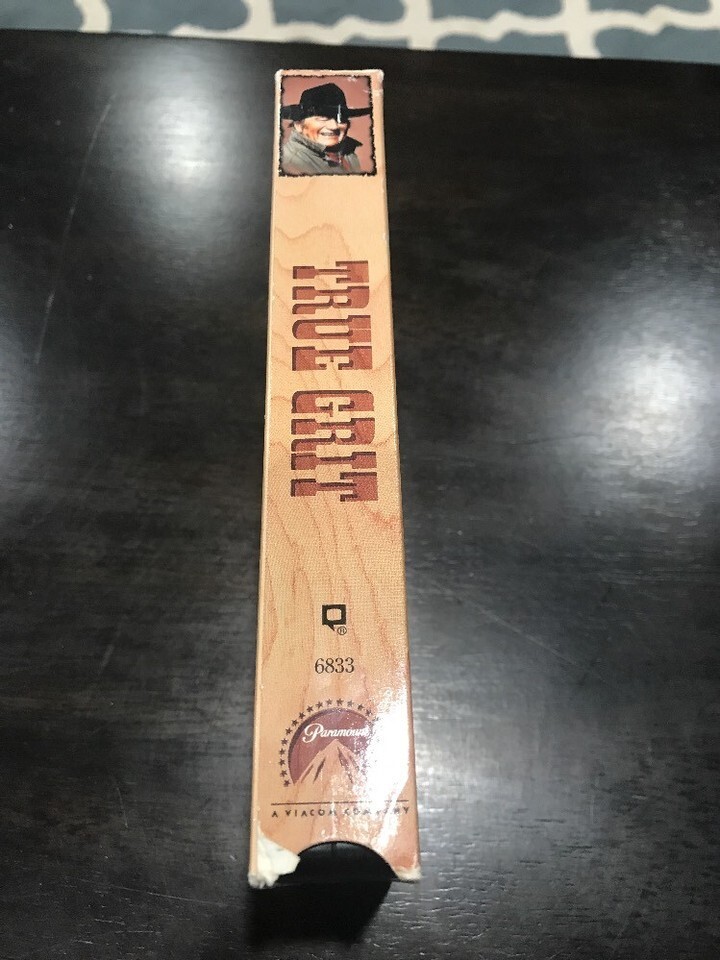 TRUE GRIT
®
6833
Paramount
A VIACOM COMPANY